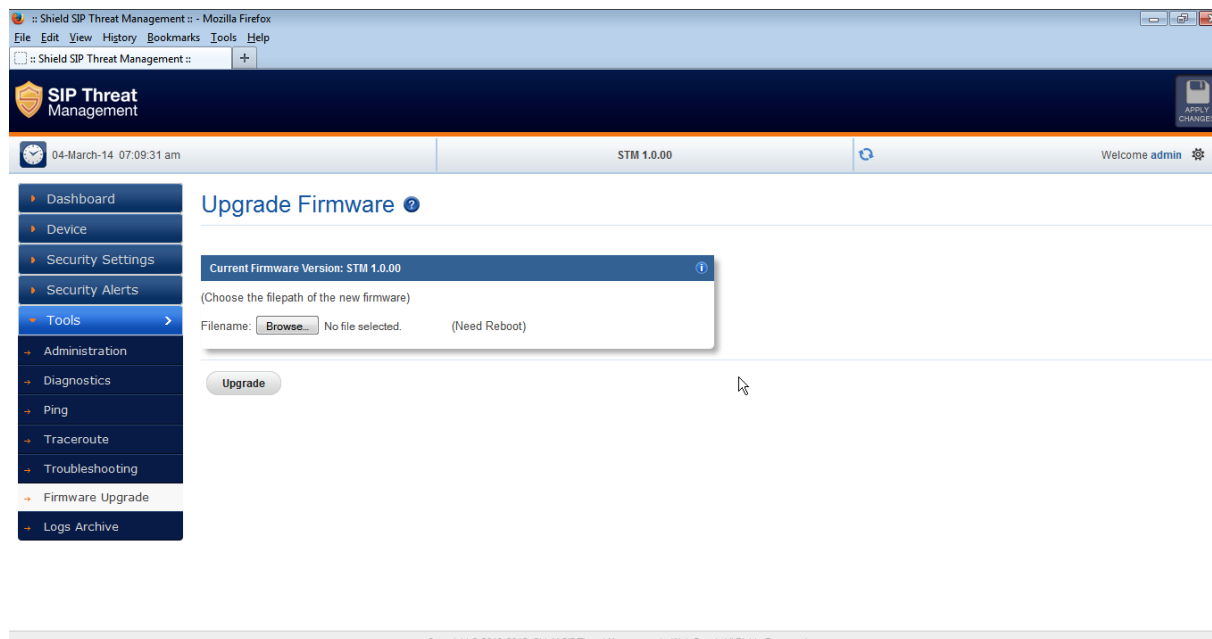 :: Shield SIP Threat Management :: - Mozilla Firefox
File Edit View History Bookmarks Tools Help
:: Shield SIP Threat Management ::
+
SIP Threat
Management
APPLY
CHANGES
04-March-14 07:09:31 am
STM 1.0.00
Welcome admin
Dashboard
Device
Security Settings
Security Alerts
Tools
Administration
Diagnostics
Ping
Traceroute
Troubleshooting
Firmware Upgrade
Logs Archive
Upgrade Firmware ?
Current Firmware Version: STM 1.0.00 i
(Choose the filepath of the new firmware)
Filename: Browse... No file selected. (Need Reboot)
Upgrade